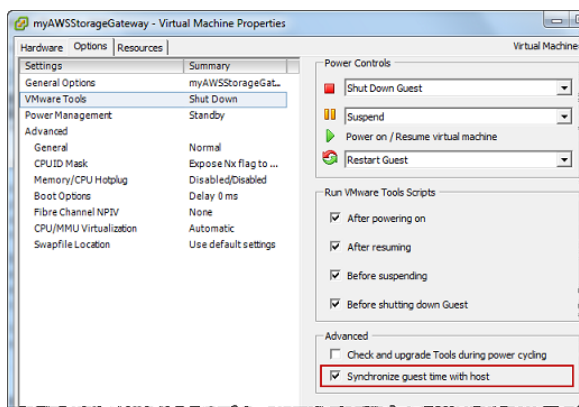 myAWSStorageGateway - Virtual Machine Properties
Hardware Options Resources Virtual Machine
Settings Summary
General Options myAWSStorageGat...
VMware Tools Shut Down
Power Management Standby
Advanced
General Normal
CPUID Mask Expose Nx flag to ...
Memory/CPU Hotplug Disabled/Disabled
Boot Options Delay 0 ms
Fibre Channel NPIV None
CPU/MMU Virtualization Automatic
Swapfile Location Use default settings
Power Controls
Shut Down Guest
Suspend
Power on / Resume virtual machine
Restart Guest
Run VMware Tools Scripts
After powering on
After resuming
Before suspending
Before shutting down Guest
Advanced
Check and upgrade Tools during power cycling
Synchronize guest time with host